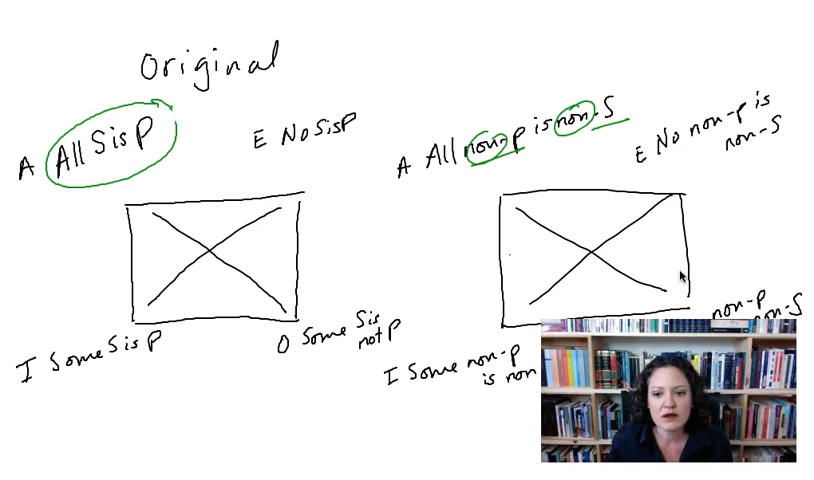 Original
A All S is P
E No S is P
I Some S is P
O Some S is
not P
A All non-P is non-S
E No non-P is
non-S
I Some non-P
is non
non-P
non-S